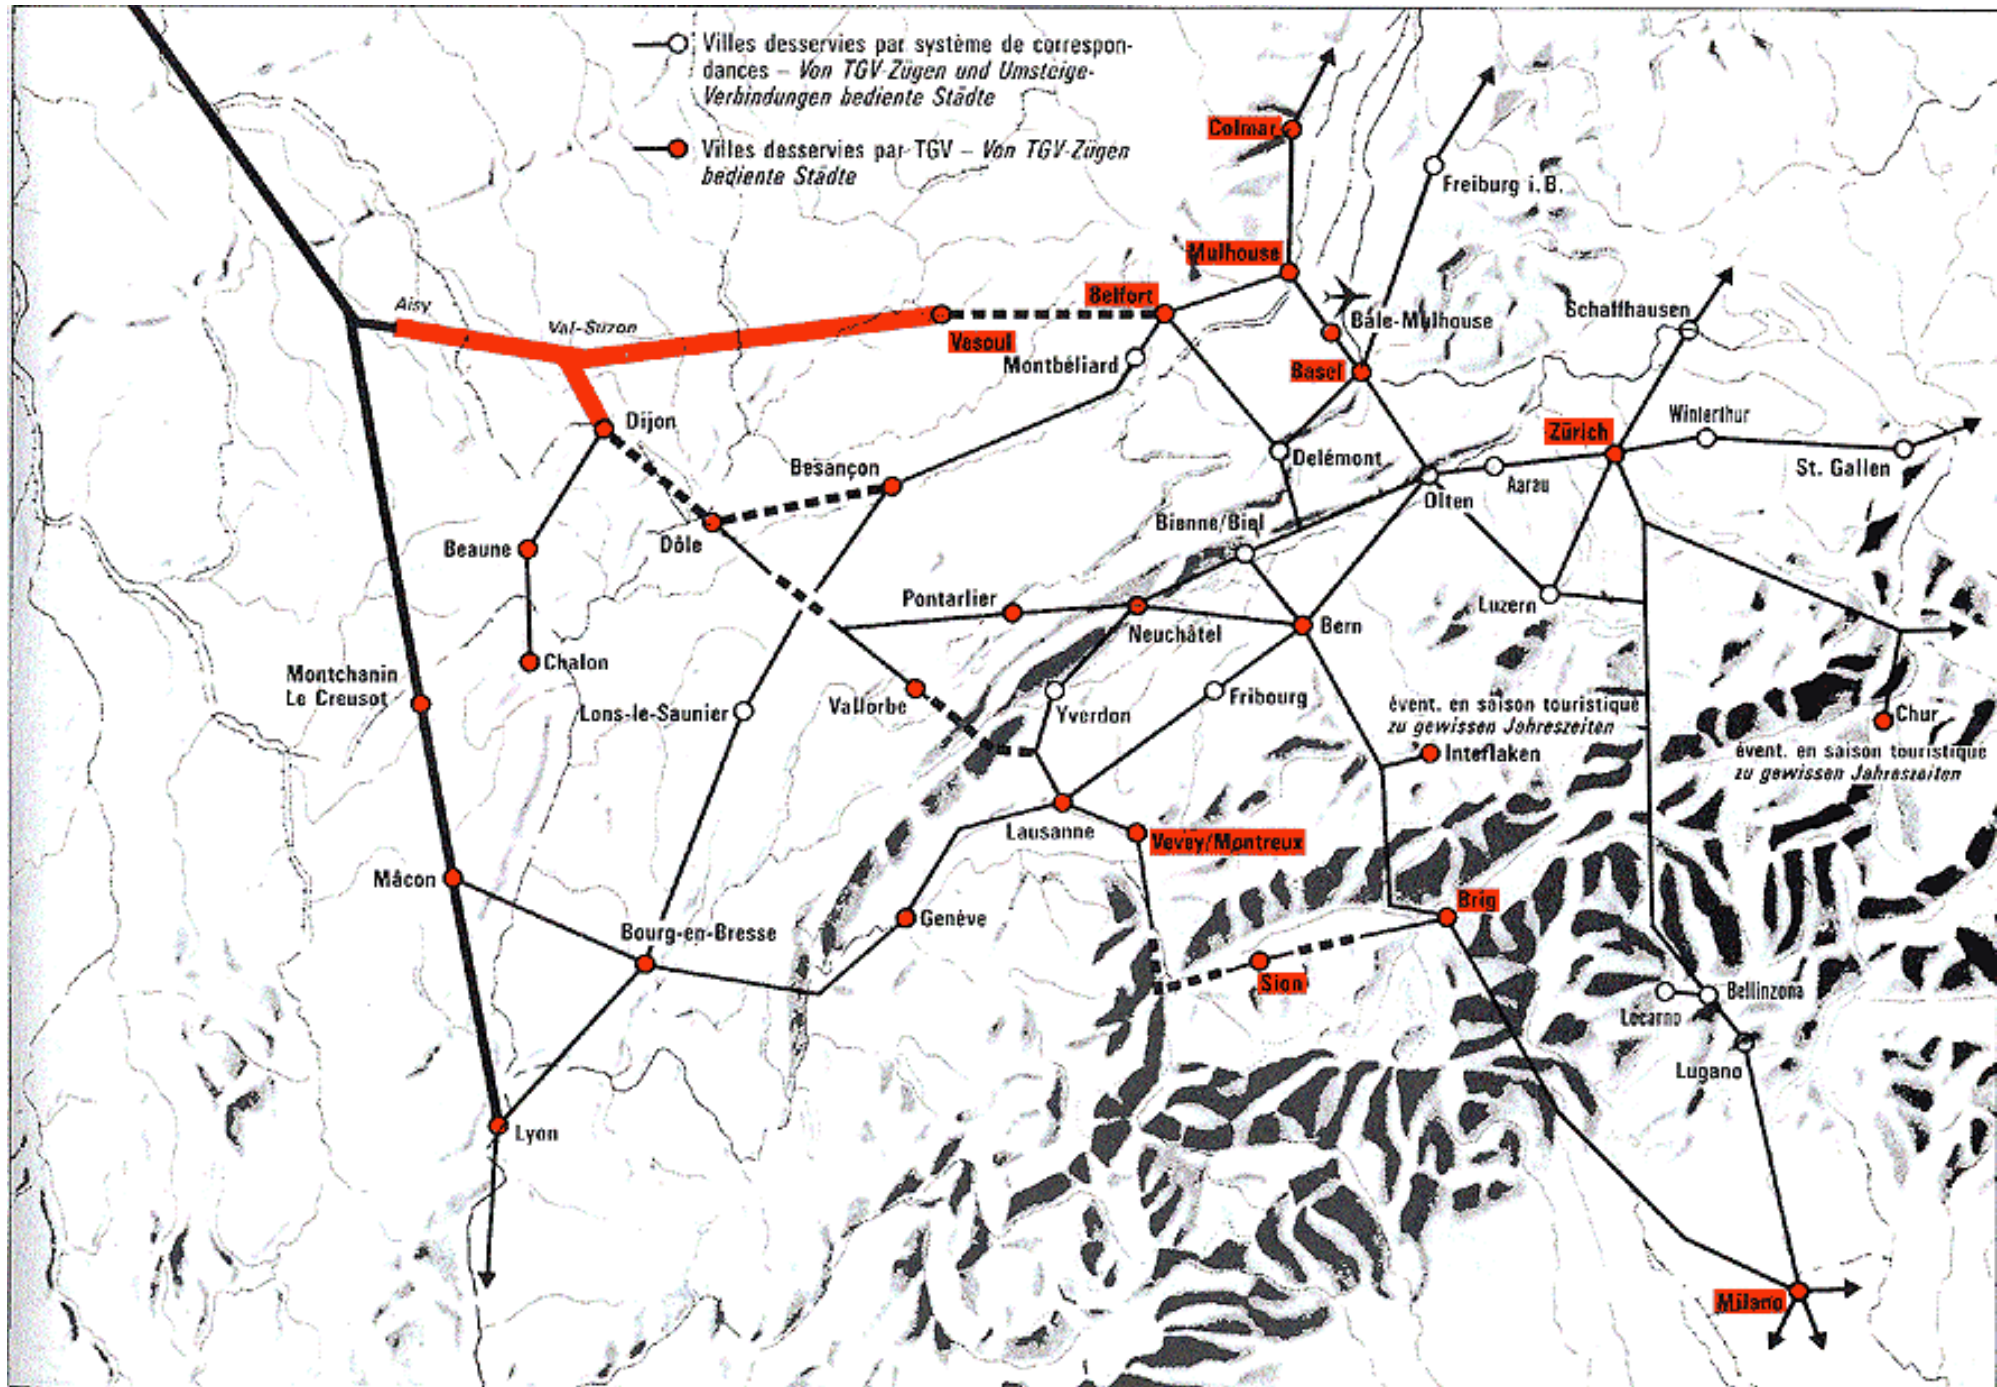 Villes desservies par système de correspon-
dances – Von TGV-Zügen und Umsteige-
Verbindungen bediente Städte
Villes desservies par TGV – Von TGV-Zügen
bediente Städte
Colmar
Freiburg i.B.
Mulhouse
Belfort
Aisy
Val-Suzon
Vesoul
Bâle-Mulhouse
Schaffhausen
Montbéliard
Basel
Dijon
Zürich
Winterthur
Besançon
Delémont
St. Gallen
Aarau
Olten
Bienne/Biel
Beaune
Dôle
Pontarlier
Neuchâtel
Bern
Luzern
Chalon
Montchanin
Le Creusot
Lons-le-Saunier
Vallorbe
Yverdon
Fribourg
évent. en saison touristique
zu gewissen Jahreszeiten
Interlaken
Chur
évent. en saison touristique
zu gewissen Jahreszeiten
Lausanne
Vevey/Montreux
Mâcon
Bourg-en-Bresse
Genève
Brig
Sion
Bellinzona
Locarno
Lugano
Lyon
Milano